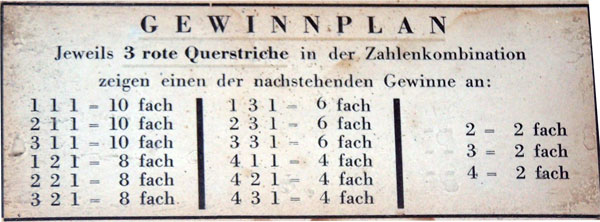 GEWINNPLAN
Jeweils 3 rote Querstriche in der Zahlenkombination
zeigen einen der nachstehenden Gewinne an:
1 1 1 = 10 fach
2 1 1 = 10 fach
3 1 1 = 10 fach
1 2 1 = 8 fach
2 2 1 = 8 fach
3 2 1 = 8 fach
1 3 1 = 6 fach
2 3 1 = 6 fach
3 3 1 = 6 fach
4 1 1 = 4 fach
4 2 1 = 4 fach
4 3 1 = 4 fach
2 = 2 fach
3 = 2 fach
4 = 2 fach